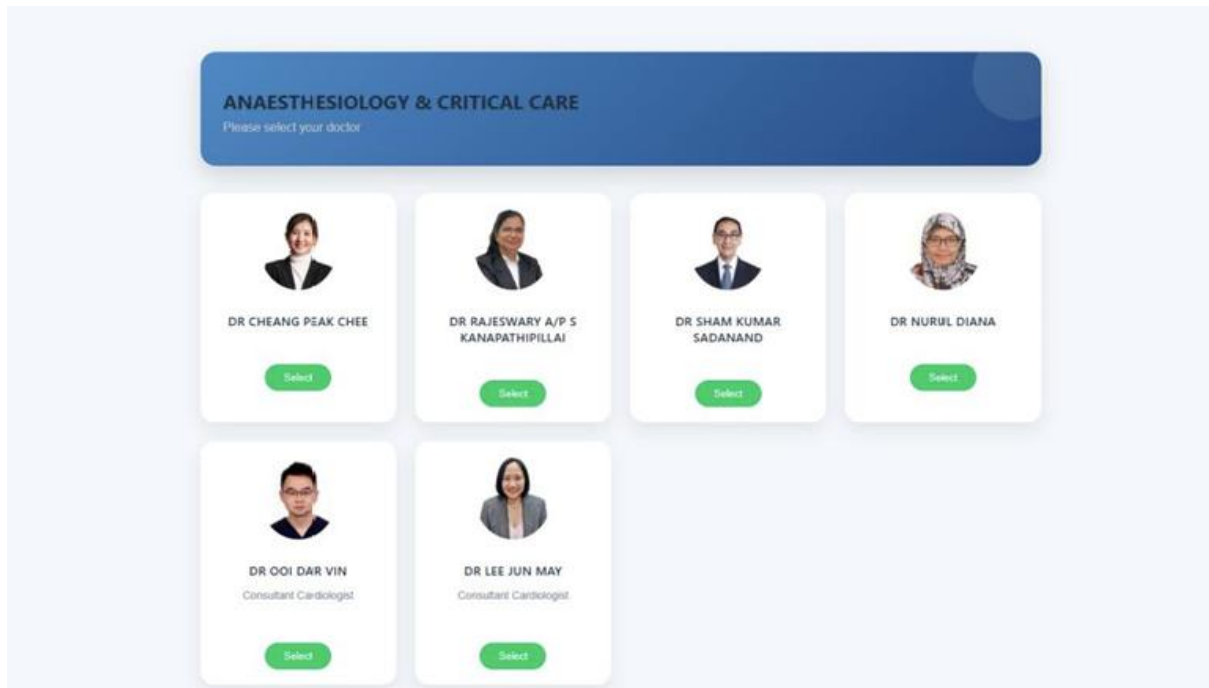 ANAESTHESIOLOGY & CRITICAL CARE
Please select your doctor
DR CHEANG PEAK CHEE
Select
DR RAJESWARY A/P S
KANAPATHIPILLAI
Select
DR SHAM KUMAR
SADANAND
Select
DR NURUL DIANA
Select
DR OOI DAR VIN
Consultant Cardiologist
Select
DR LEE JUN MAY
Consultant Cardiologist
Select